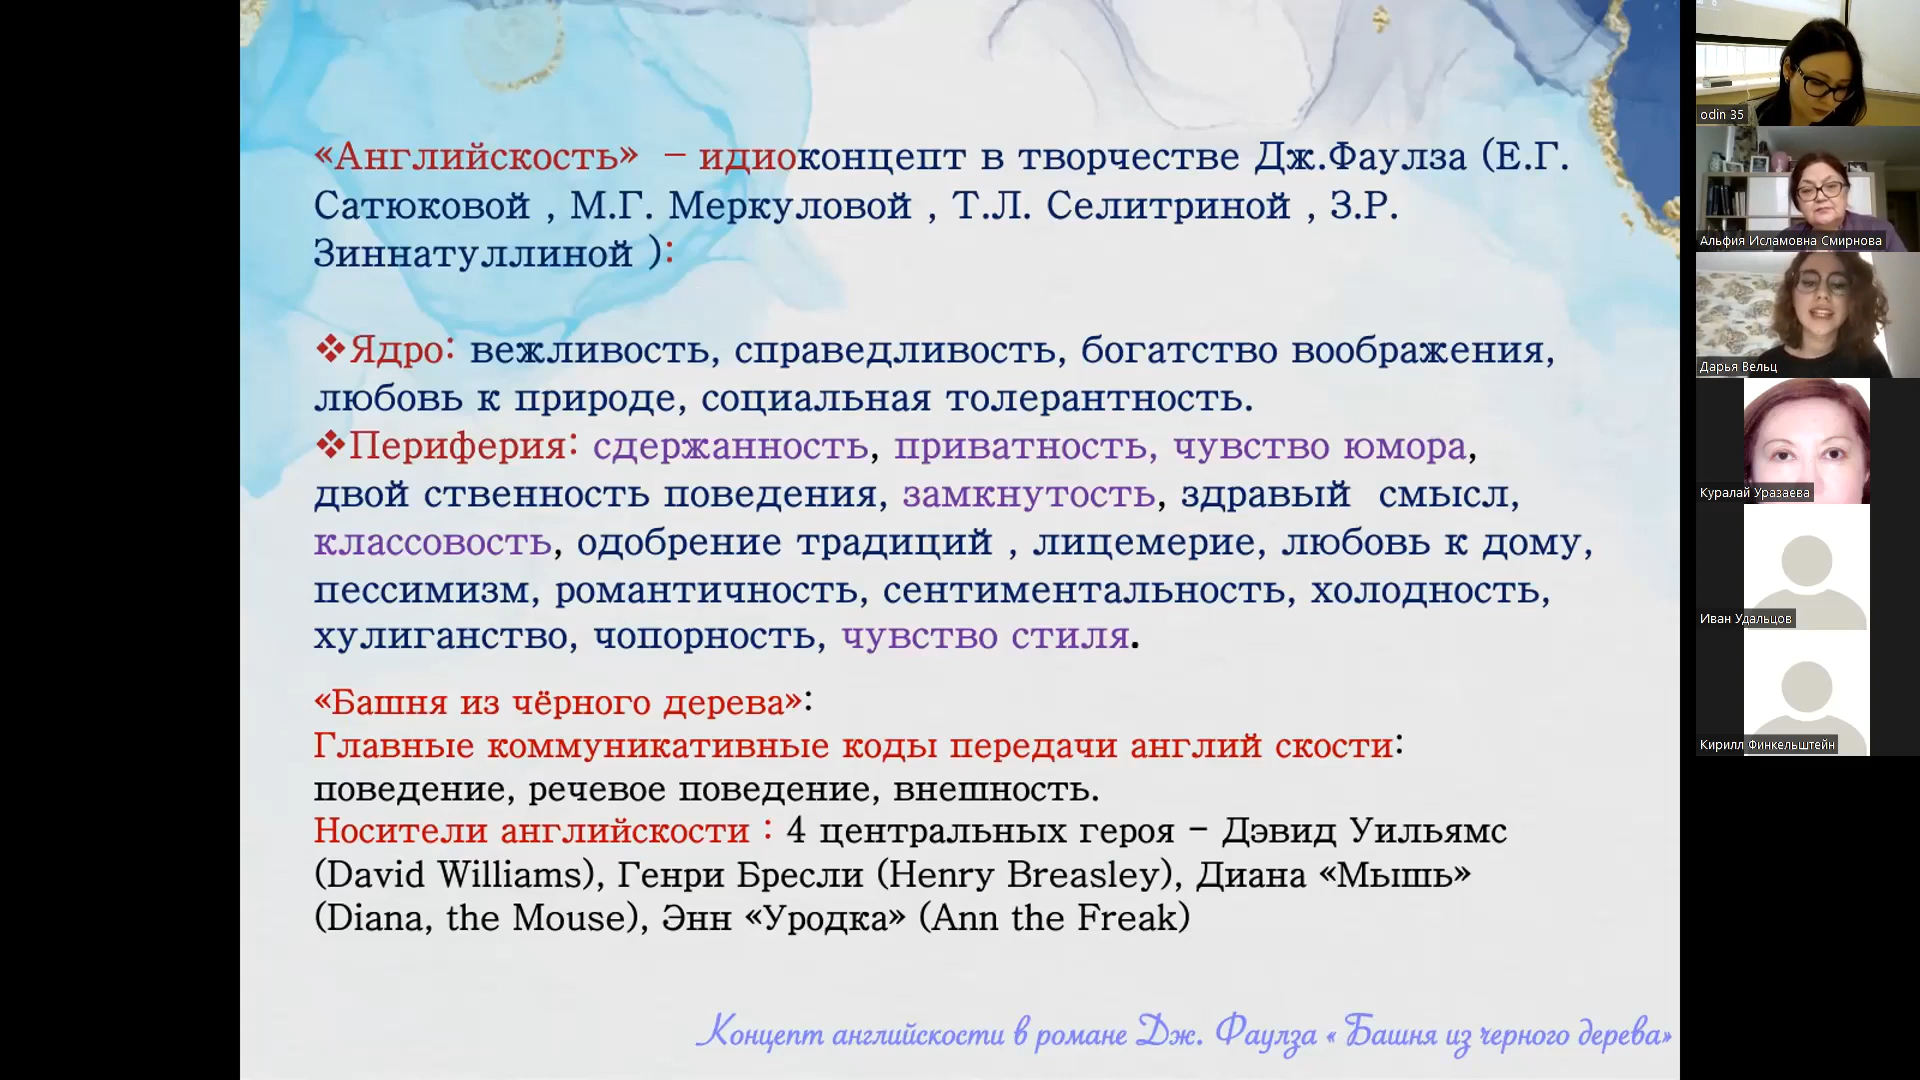 «Английскость» – идиоконцепт в творчестве Дж.Фаулза (Е.Г.
Сатюковой , М.Г. Меркуловой , Т.Л. Селитриной , З.Р.
Зиннатуллиной ):
❖Ядро: вежливость, справедливость, богатство воображения,
любовь к природе, социальная толерантность.
❖Периферия: сдержанность, приватность, чувство юмора,
двой ственность поведения, замкнутость, здравый смысл,
классовость, одобрение традиций , лицемерие, любовь к дому,
пессимизм, романтичность, сентиментальность, холодность,
хулиганство, чопорность, чувство стиля.
«Башня из чёрного дерева»:
Главные коммуникативные коды передачи англий скости:
поведение, речевое поведение, внешность.
Носители английскости : 4 центральных героя – Дэвид Уильямс
(David Williams), Генри Бресли (Henry Breasley), Диана «Мышь»
(Diana, the Mouse), Энн «Уродка» (Ann the Freak)
Концепт английскости в романе Дж. Фаулза « Башня из черного дерева»
odin 35
Альфия Исламовна Смирнова
Дарья Вельц
Куралай Уразаева
Иван Удальцов
Кирилл Финкельштейн